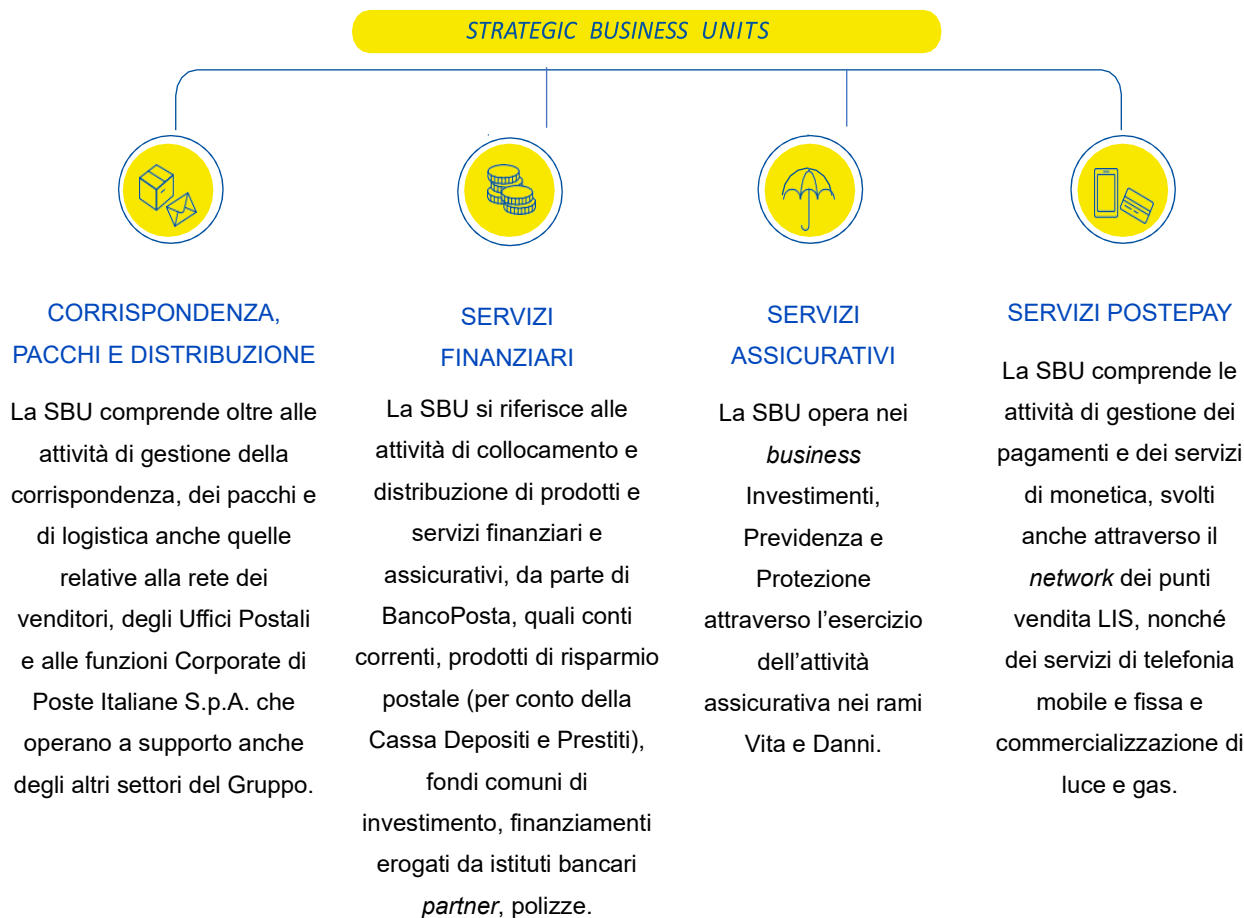 STRATEGIC BUSINESS UNITS
CORRISPONDENZA,
PACCHI E DISTRIBUZIONE
La SBU comprende oltre alle
attività di gestione della
corrispondenza, dei pacchi e
di logistica anche quelle
relative alla rete dei
venditori, degli Uffici Postali
e alle funzioni Corporate di
Poste Italiane S.p.A. che
operano a supporto anche
degli altri settori del Gruppo.
SERVIZI
FINANZIARI
La SBU si riferisce alle
attività di collocamento e
distribuzione di prodotti e
servizi finanziari e
assicurativi, da parte di
BancoPosta, quali conti
correnti, prodotti di risparmio
postale (per conto della
Cassa Depositi e Prestiti),
fondi comuni di
investimento, finanziamenti
erogati da istituti bancari
partner, polizze.
SERVIZI
ASSICURATIVI
La SBU opera nei
business
Investimenti,
Previdenza e
Protezione
attraverso l’esercizio
dell’attività
assicurativa nei rami
Vita e Danni.
SERVIZI POSTEPAY
La SBU comprende le
attività di gestione dei
pagamenti e dei servizi
di monetica, svolti
anche attraverso il
network dei punti
vendita LIS, nonché
dei servizi di telefonia
mobile e fissa e
commercializzazione di
luce e gas.